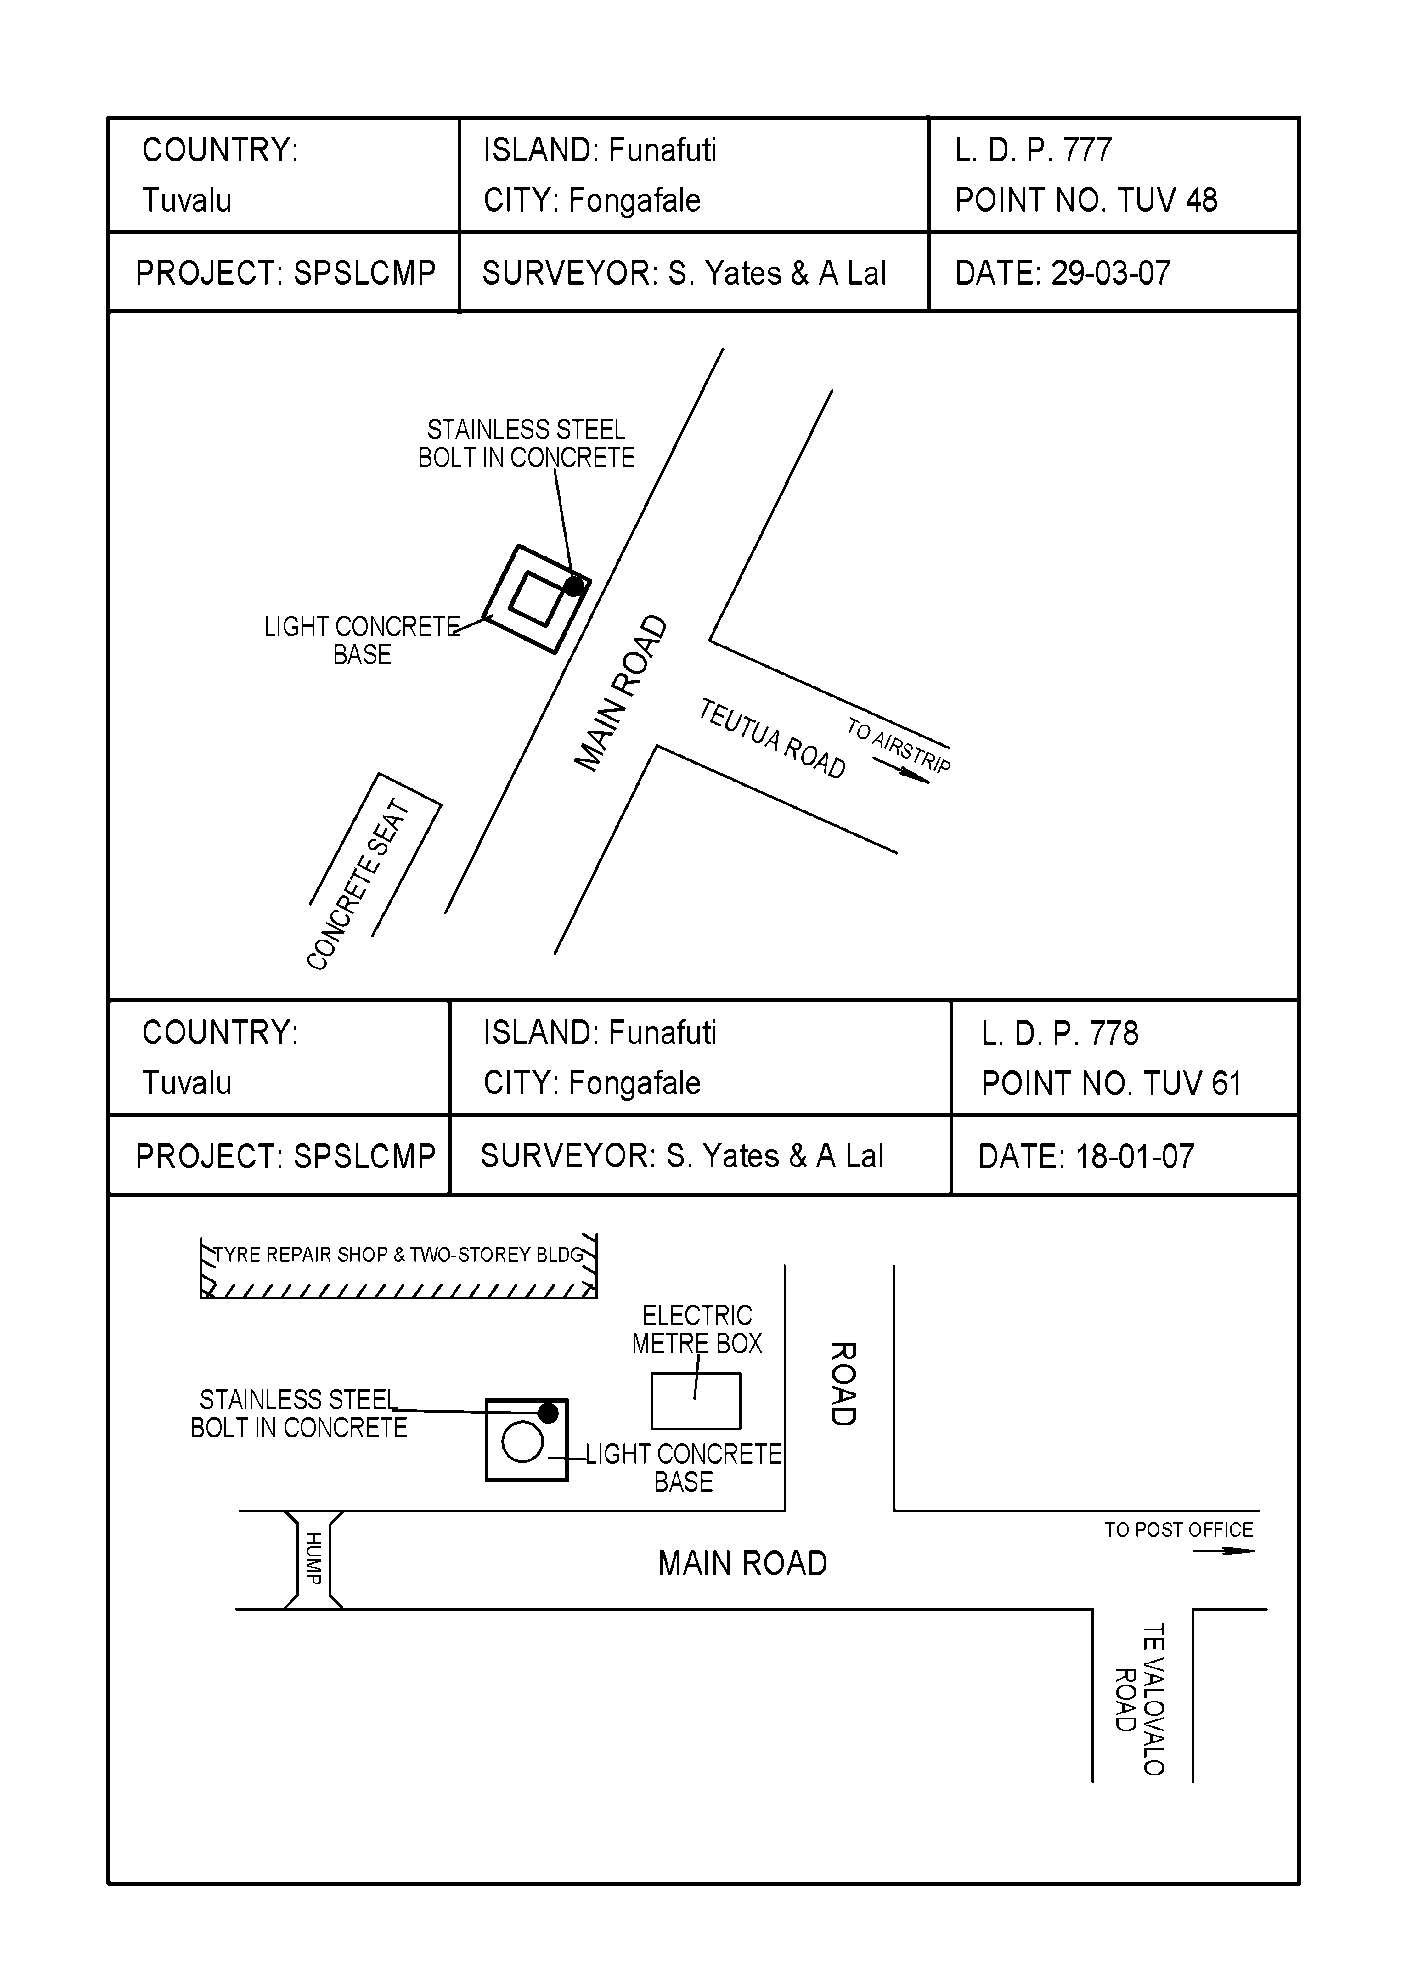 COUNTRY:
Tuvalu
ISLAND: Funafuti
CITY: Fongafale
L. D. P. 777
POINT NO. TUV 48
PROJECT: SPSLCMP
SURVEYOR: S. Yates & A Lal
DATE: 29-03-07
STAINLESS STEEL
BOLT IN CONCRETE
LIGHT CONCRETE
BASE
MAIN ROAD
TEUTUA ROAD
TO AIRSTRIP
CONCRETE SEAT
COUNTRY:
Tuvalu
ISLAND: Funafuti
CITY: Fongafale
L. D. P. 778
POINT NO. TUV 61
PROJECT: SPSLCMP
SURVEYOR: S. Yates & A Lal
DATE: 18-01-07
TYRE REPAIR SHOP & TWO-STOREY BLDG
ELECTRIC
METRE BOX
ROAD
STAINLESS STEEL
BOLT IN CONCRETE
LIGHT CONCRETE
BASE
HUMP
MAIN ROAD
TO POST OFFICE
TE VALOVALO
ROAD